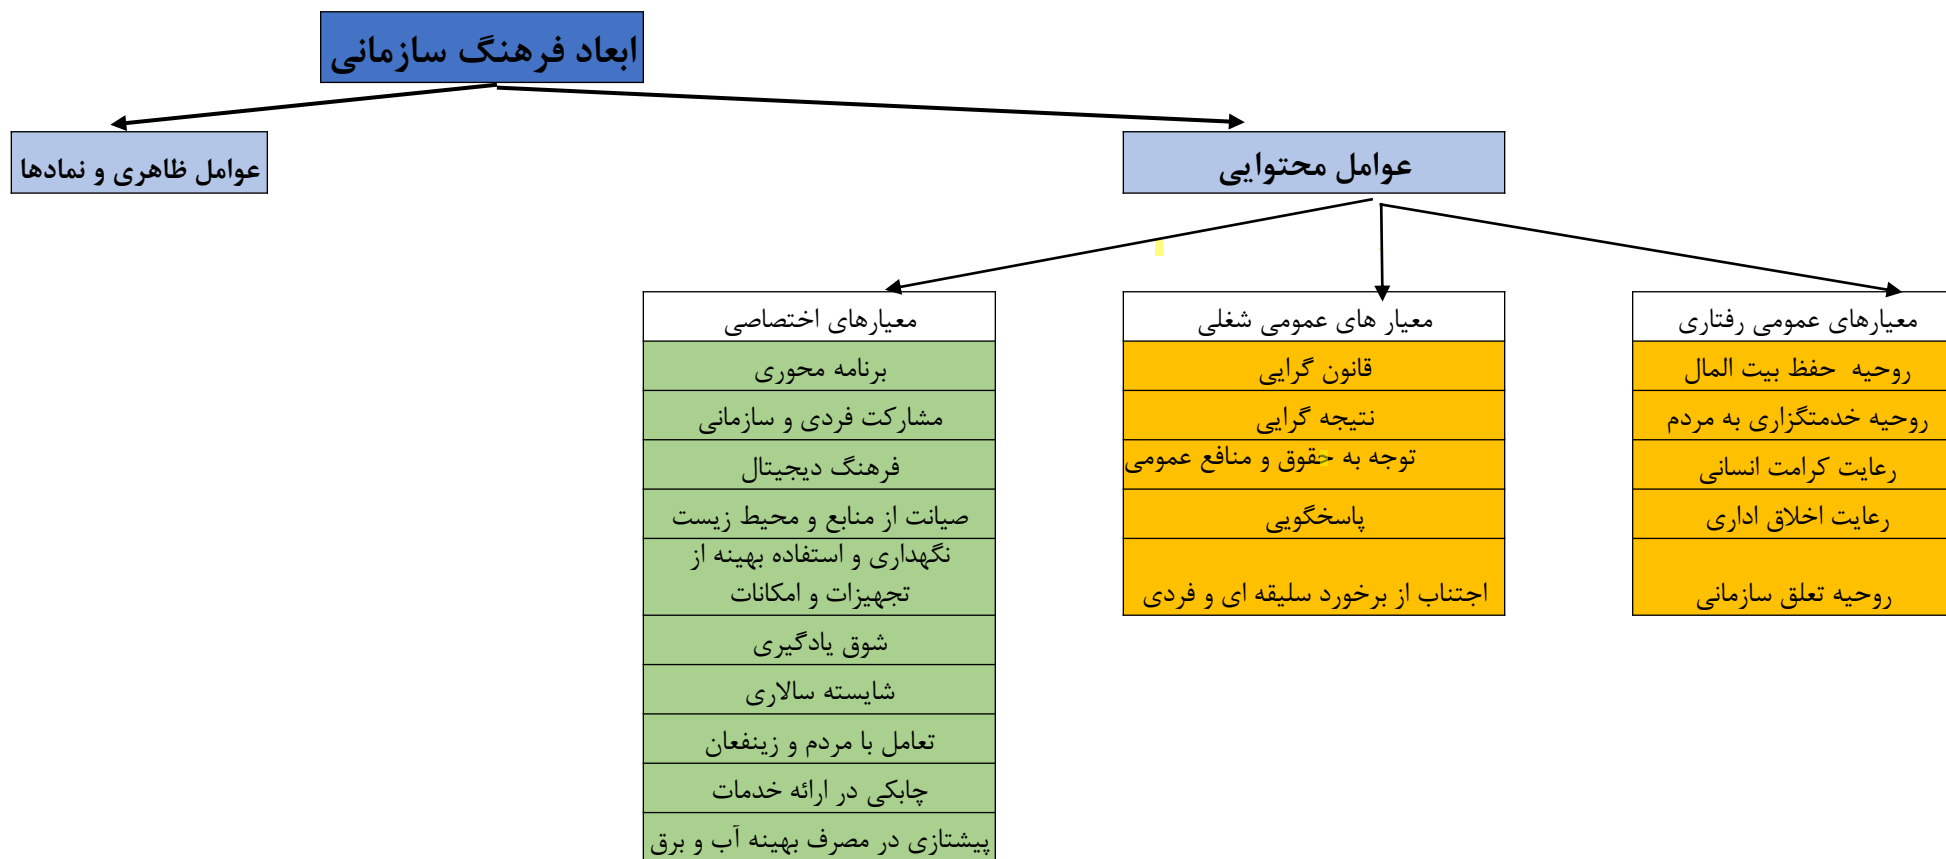 ابعاد فرهنگ سازمانی
عوامل محتوایی
عوامل ظاهری و نمادها
معیارهای عمومی رفتاری
روحیه حفظ بیت المال
روحیه خدمتگزاری به مردم
رعایت کرامت انسانی
رعایت اخلاق اداری
روحیه تعلق سازمانی
معیار های عمومی شغلی
قانون گرایی
نتیجه گرایی
توجه به حقوق و منافع عمومی
پاسخگویی
اجتناب از برخورد سلیقه ای و فردی
معیارهای اختصاصی
برنامه محوری
مشارکت فردی و سازمانی
فرهنگ دیجیتال
صیانت از منابع و محیط زیست
نگهداری و استفاده بهینه از
تجهیزات و امکانات
شوق یادگیری
شایسته سالاری
تعامل با مردم و زینفعان
چابکی در ارائه خدمات
پیشتازی در مصرف بهینه آب و برق